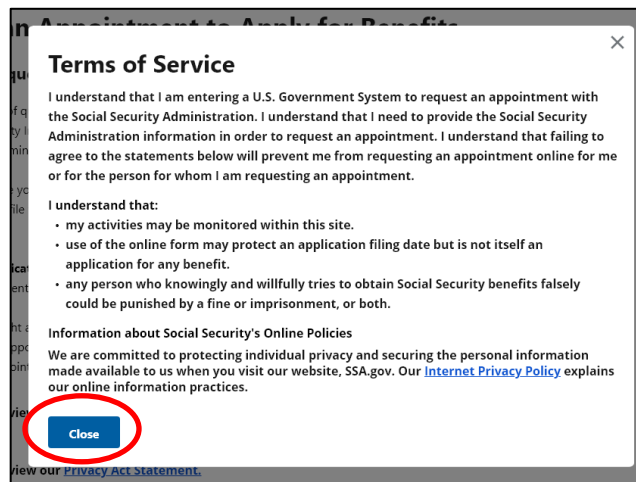 an Appointment to Apply for Benefits
Terms of Service
I understand that I am entering a U.S. Government System to request an appointment with
the Social Security Administration. I understand that I need to provide the Social Security
Administration information in order to request an appointment. I understand that failing to
agree to the statements below will prevent me from requesting an appointment online for me
or for the person for whom I am requesting an appointment.
I understand that:
• my activities may be monitored within this site.
• use of the online form may protect an application filing date but is not itself an
application for any benefit.
• any person who knowingly and willfully tries to obtain Social Security benefits falsely
could be punished by a fine or imprisonment, or both.
Information about Social Security's Online Policies
We are committed to protecting individual privacy and securing the personal information
made available to us when you visit our website, SSA.gov. Our Internet Privacy Policy explains
our online information practices.
Close
view our Privacy Act Statement.